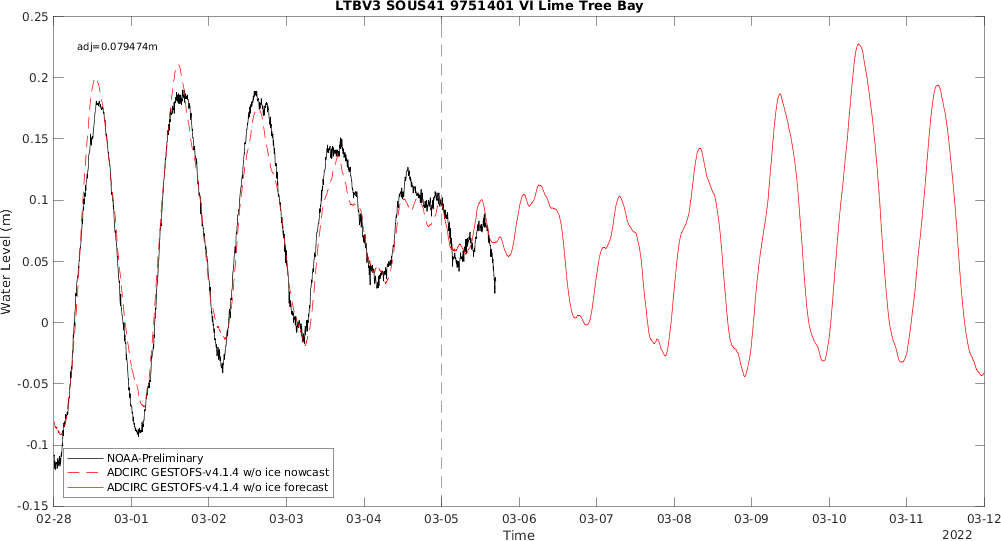 LTBV3 SOUS41 9751401 VI Lime Tree Bay
adj=0.079474m
0.25
0.2
0.15
0.1
0.05
0
-0.05
-0.1
-0.15
Water Level (m)
NOAA-Preliminary
ADCIRC GESTOFS-v4.1.4 w/o ice nowcast
ADCIRC GESTOFS-v4.1.4 w/o ice forecast
02-28 03-01 03-02 03-03 03-04 03-05 03-06 03-07 03-08 03-09 03-10 03-11 03-12
Time
2022